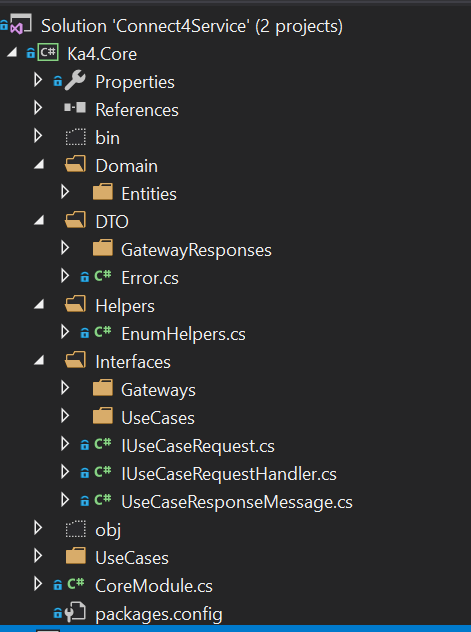 Solution 'Connect4Service' (2 projects)
C# Ka4.Core
Properties
References
bin
Domain
Entities
DTO
GatewayResponses
C# Error.cs
Helpers
C# EnumHelpers.cs
Interfaces
Gateways
UseCases
C# IUseCaseRequest.cs
C# IUseCaseRequestHandler.cs
C# UseCaseResponseMessage.cs
obj
UseCases
C# CoreModule.cs
packages.config